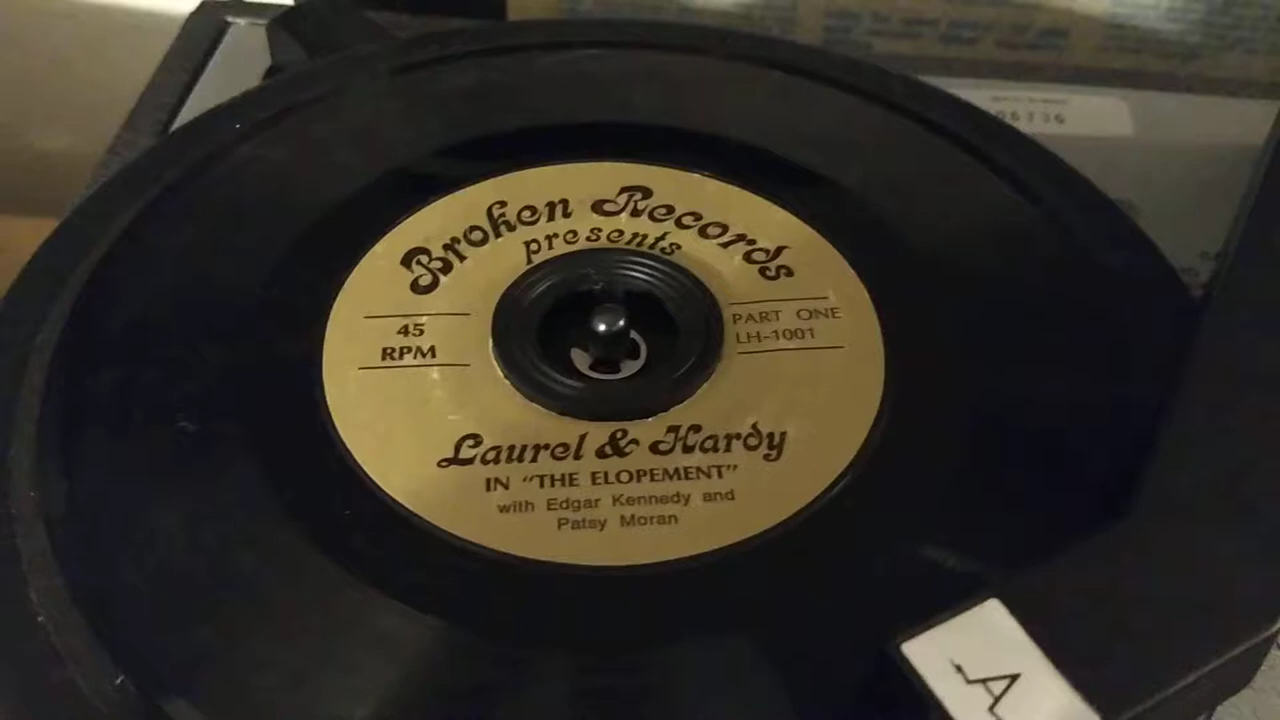 Broken Records
presents
45
RPM
PART ONE
LH-1001
Laurel & Hardy
IN "THE ELOPEMENT"
with Edgar Kennedy and
Patsy Moran
A